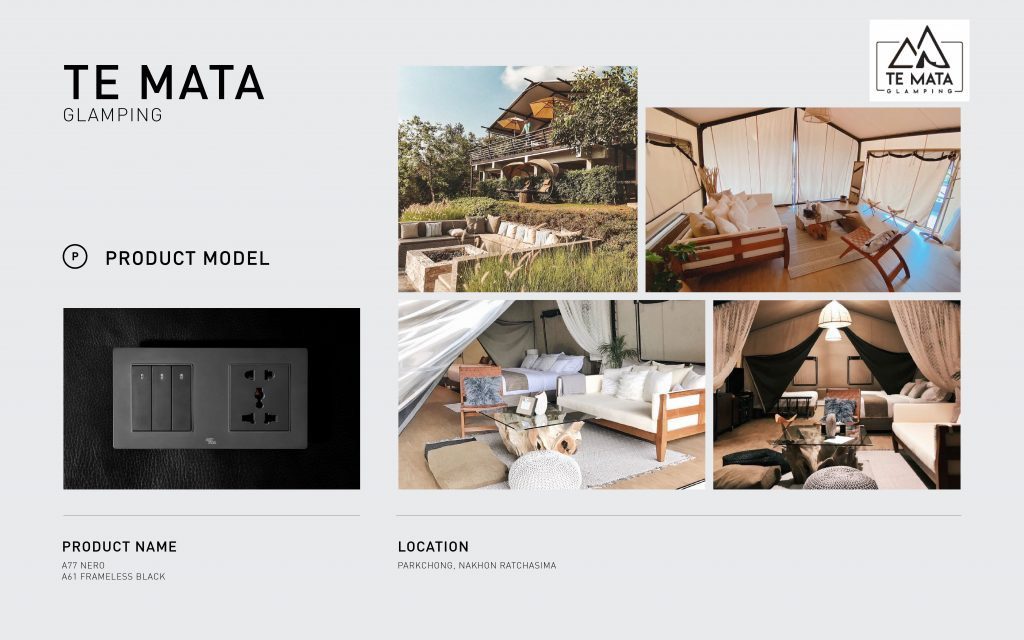 TE MATA
GLAMPING
TE MATA
GLAMPING
P PRODUCT MODEL
PRODUCT NAME
A77 NERO
A61 FRAMELESS BLACK
LOCATION
PARKCHONG, NAKHON RATCHASIMA